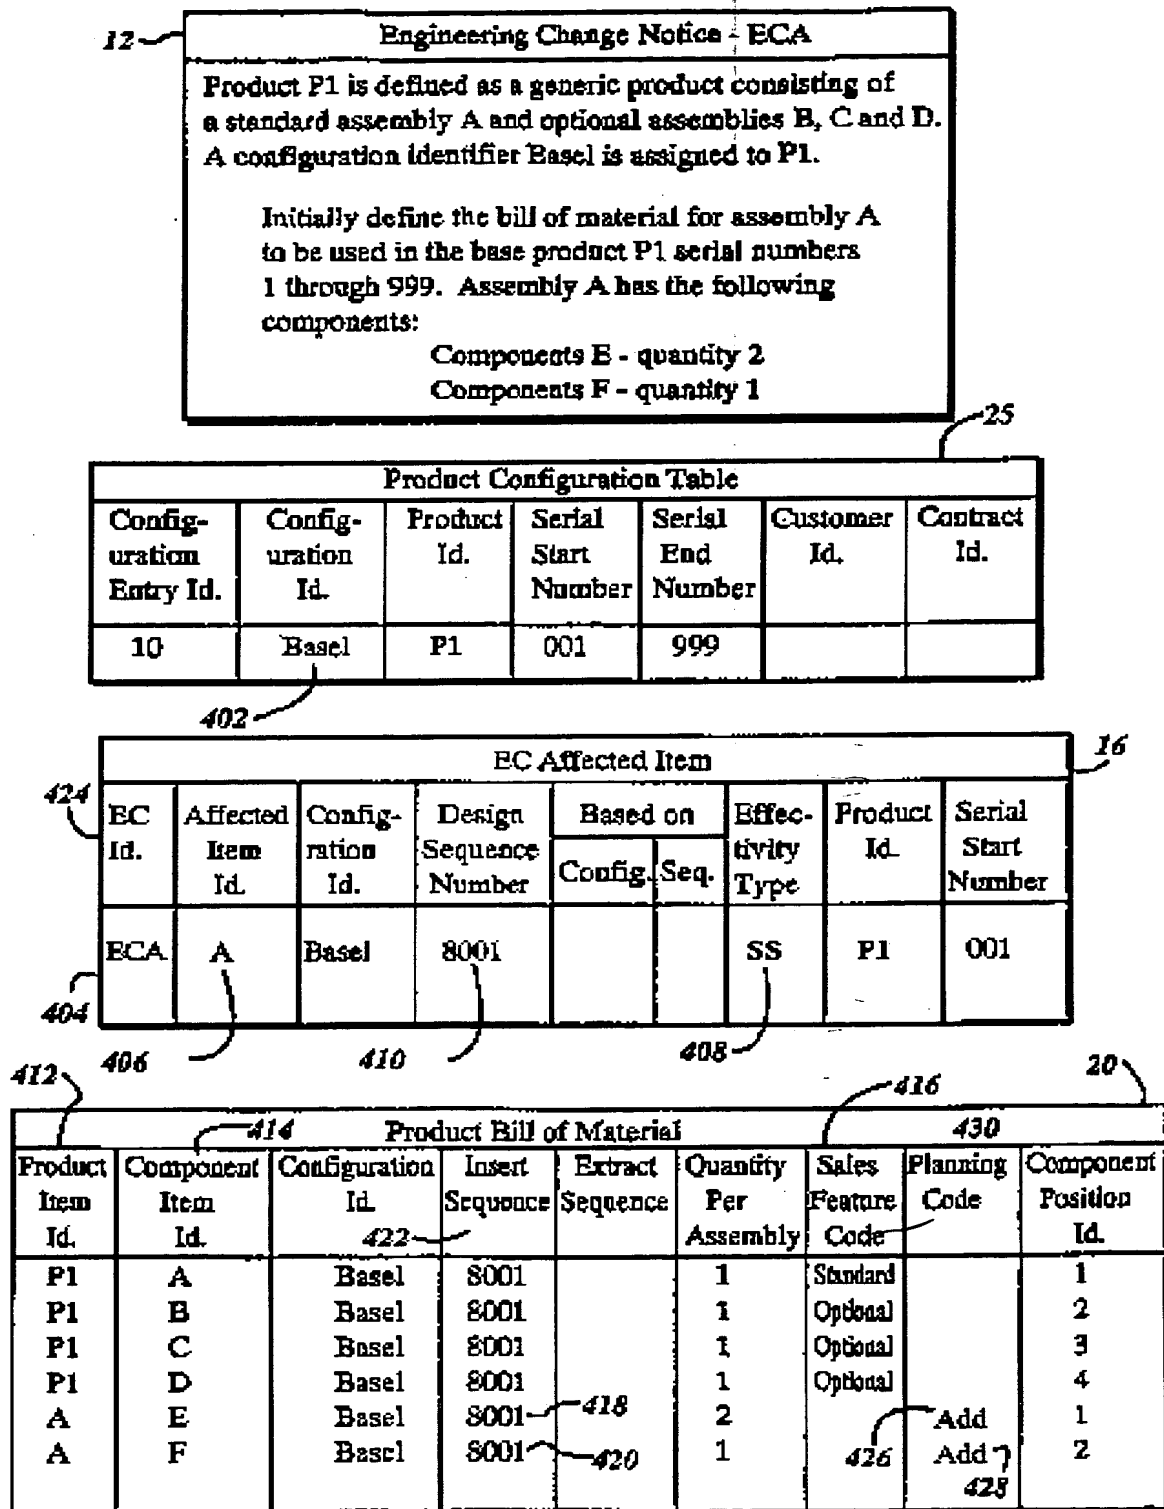 12
Engineering Change Notice - ECA
Product P1 is defined as a generic product consisting of
a standard assembly A and optional assemblies B, C and D.
A configuration identifier Basel is assigned to P1.
Initially define the bill of material for assembly A
to be used in the base product P1 serial numbers
1 through 999. Assembly A has the following
components:
Components E - quantity 2
Components F - quantity 1
25
Product Configuration Table
Config- Config- Product Serial Serial Customer Contract
uration uration Id. Start End Id. Id.
Entry Id. Id. Number Number
10 Basel P1 001 999
402
EC Affected Item
16
424
EC Affected Config- Design Based on Effec- Product Serial
Id. Item ration Sequence Config. Seq. tivity Id. Start
Id. Id. Number Type Number
ECA A Basel 8001 SS P1 001
404
406 410 408
412 416 20
414 Product Bill of Material 430
Product Component Configuration Insert Extract Quantity Sales Planning Component
Item Item Id. Sequence Sequence Per Feature Code Position
Id. Id. 422 Assembly Code Id.
P1 A Basel 8001 1 Standard 1
P1 B Basel 8001 1 Optional 2
P1 C Basel 8001 1 Optional 3
P1 D Basel 8001 1 Optional 4
A E Basel 8001 418 2 Add 1
A F Basel 8001 420 1 426 Add 2
428